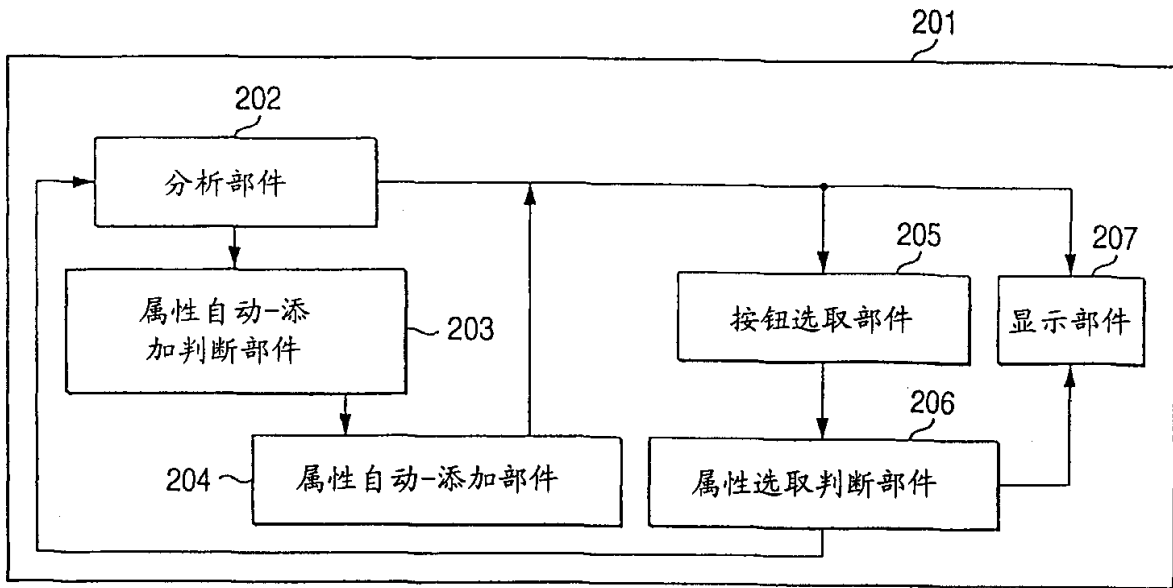 201
202
分析部件
205
207
属性自动-添
加判断部件
203
按钮选取部件
显示部件
206
204
属性自动-添加部件
属性选取判断部件